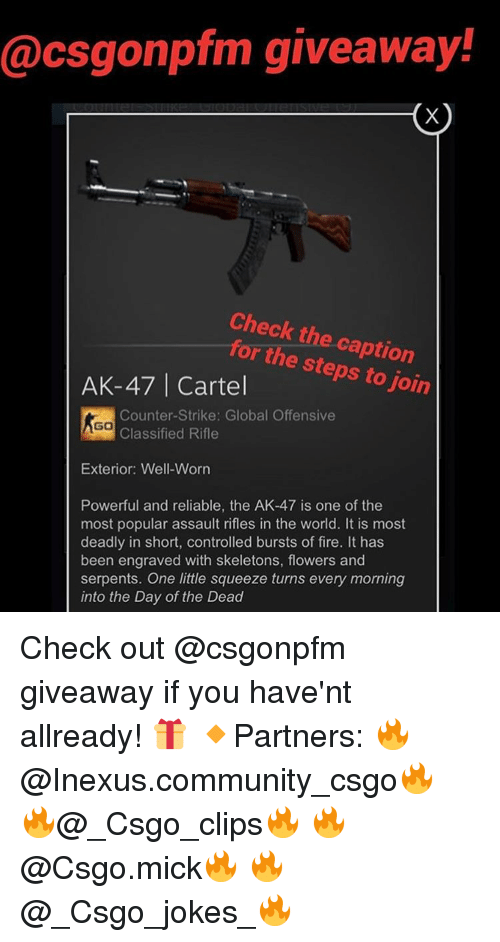 @csgonpfm giveaway!
X
Check the caption
for the steps to join
AK-47 | Cartel
GO
Counter-Strike: Global Offensive
Classified Rifle
Exterior: Well-Worn
Powerful and reliable, the AK-47 is one of the
most popular assault rifles in the world. It is most
deadly in short, controlled bursts of fire. It has
been engraved with skeletons, flowers and
serpents. One little squeeze turns every morning
into the Day of the Dead
Check out @csgonpfm
giveaway if you have'nt
allready! 🎁 🔸Partners: 🔥
@Inexus.community_csgo🔥
🔥@_Csgo_clips🔥 🔥
@Csgo.mick🔥 🔥
@_Csgo_jokes_🔥